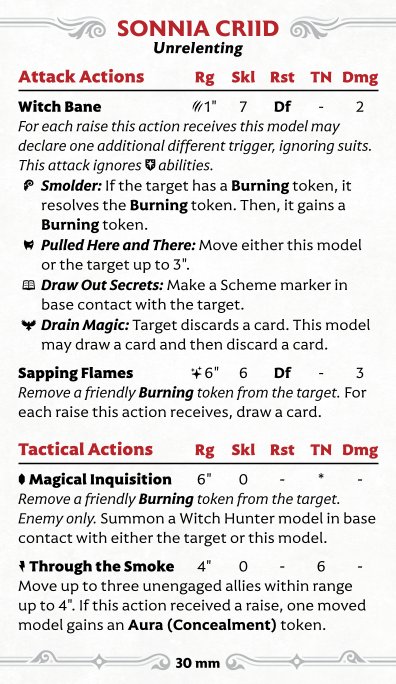 SONNIA CRIID
Unrelenting
Attack Actions Rg Skl Rst TN Dmg
Witch Bane 1" 7 Df - 2
For each raise this action receives this model may
declare one additional different trigger, ignoring suits.
This attack ignores abilities.
Smolder: If the target has a Burning token, it
resolves the Burning token. Then, it gains a
Burning token.
Pulled Here and There: Move either this model
or the target up to 3".
Draw Out Secrets: Make a Scheme marker in
base contact with the target.
Drain Magic: Target discards a card. This model
may draw a card and then discard a card.
Sapping Flames 6" 6 Df - 3
Remove a friendly Burning token from the target. For
each raise this action receives, draw a card.
Tactical Actions Rg Skl Rst TN Dmg
Magical Inquisition 6" 0 - * -
Remove a friendly Burning token from the target.
Enemy only. Summon a Witch Hunter model in base
contact with either the target or this model.
Through the Smoke 4" 0 - 6 -
Move up to three unengaged allies within range
up to 4". If this action received a raise, one moved
model gains an Aura (Concealment) token.
30 mm